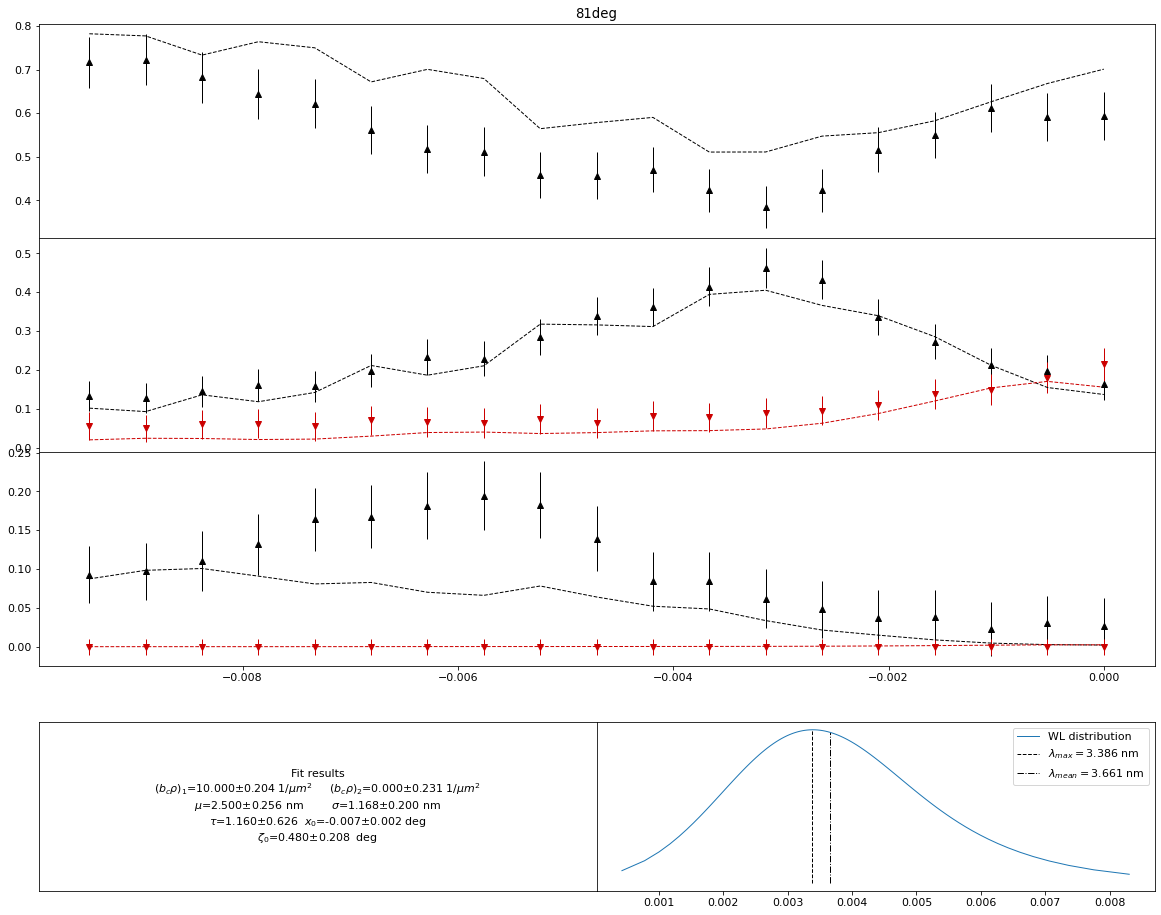 81deg
0.8
0.7
0.6
0.5
0.4
0.5
0.4
0.3
0.2
0.1
0.0
0.25
0.20
0.15
0.10
0.05
0.00
−0.008 −0.006 −0.004 −0.002 0.000
Fit results
(b_cρ)₁=10.000±0.204 1/μm² (b_cρ)₂=0.000±0.231 1/μm²
μ=2.500±0.256 nm σ=1.168±0.200 nm
τ=1.160±0.626 x₀=-0.007±0.002 deg
ζ₀=0.480±0.208 deg
WL distribution
λ_max = 3.386 nm
λ_mean = 3.661 nm
0.001 0.002 0.003 0.004 0.005 0.006 0.007 0.008